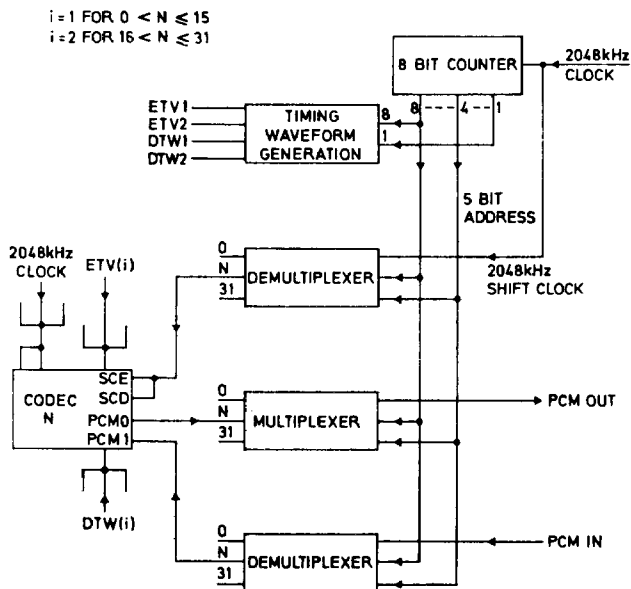 i=1 FOR 0 < N ⩽ 15
i=2 FOR 16 < N ⩽ 31
8 BIT COUNTER
2048kHz
CLOCK
8 ---- 4 --- 1
ETV1
ETV2
DTW1
DTW2
TIMING
WAVEFORM
GENERATION
8
1
5 BIT
ADDRESS
2048kHz
CLOCK
ETV(i)
0
N
31
DEMULTIPLEXER
2048kHz
SHIFT CLOCK
CODEC
N
SCE
SCD
PCM0
PCM1
DTW(i)
0
N
31
MULTIPLEXER
PCM OUT
0
N
31
DEMULTIPLEXER
PCM IN